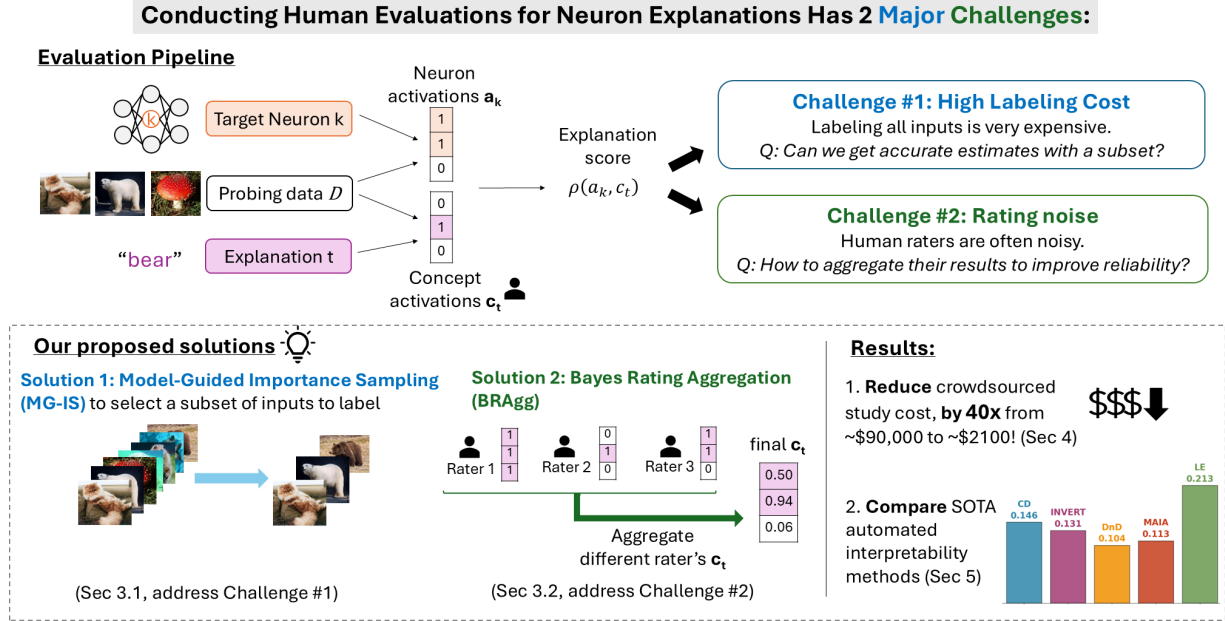 Conducting Human Evaluations for Neuron Explanations Has 2 Major Challenges:
Evaluation Pipeline
k
Target Neuron k
Probing data D
"bear"
Explanation t
Neuron
activations aₖ
1
1
0
0
1
0
Concept
activations cₜ
Explanation
score
ρ(aₖ, cₜ)
Challenge #1: High Labeling Cost
Labeling all inputs is very expensive.
Q: Can we get accurate estimates with a subset?
Challenge #2: Rating noise
Human raters are often noisy.
Q: How to aggregate their results to improve reliability?
Our proposed solutions
Solution 1: Model-Guided Importance Sampling
(MG-IS) to select a subset of inputs to label
(Sec 3.1, address Challenge #1)
Solution 2: Bayes Rating Aggregation
(BRAgg)
Rater 1
1
1
1
Rater 2
0
1
0
Rater 3
1
1
0
final cₜ
0.50
0.94
0.06
Aggregate
different rater's cₜ
(Sec 3.2, address Challenge #2)
Results:
1. Reduce crowdsourced
study cost, by 40x from
~$90,000 to ~$2100! (Sec 4)
$$$
2. Compare SOTA
automated
interpretability
methods (Sec 5)
CD
0.146
INVERT
0.131
DnD
0.104
MAIA
0.113
LE
0.213